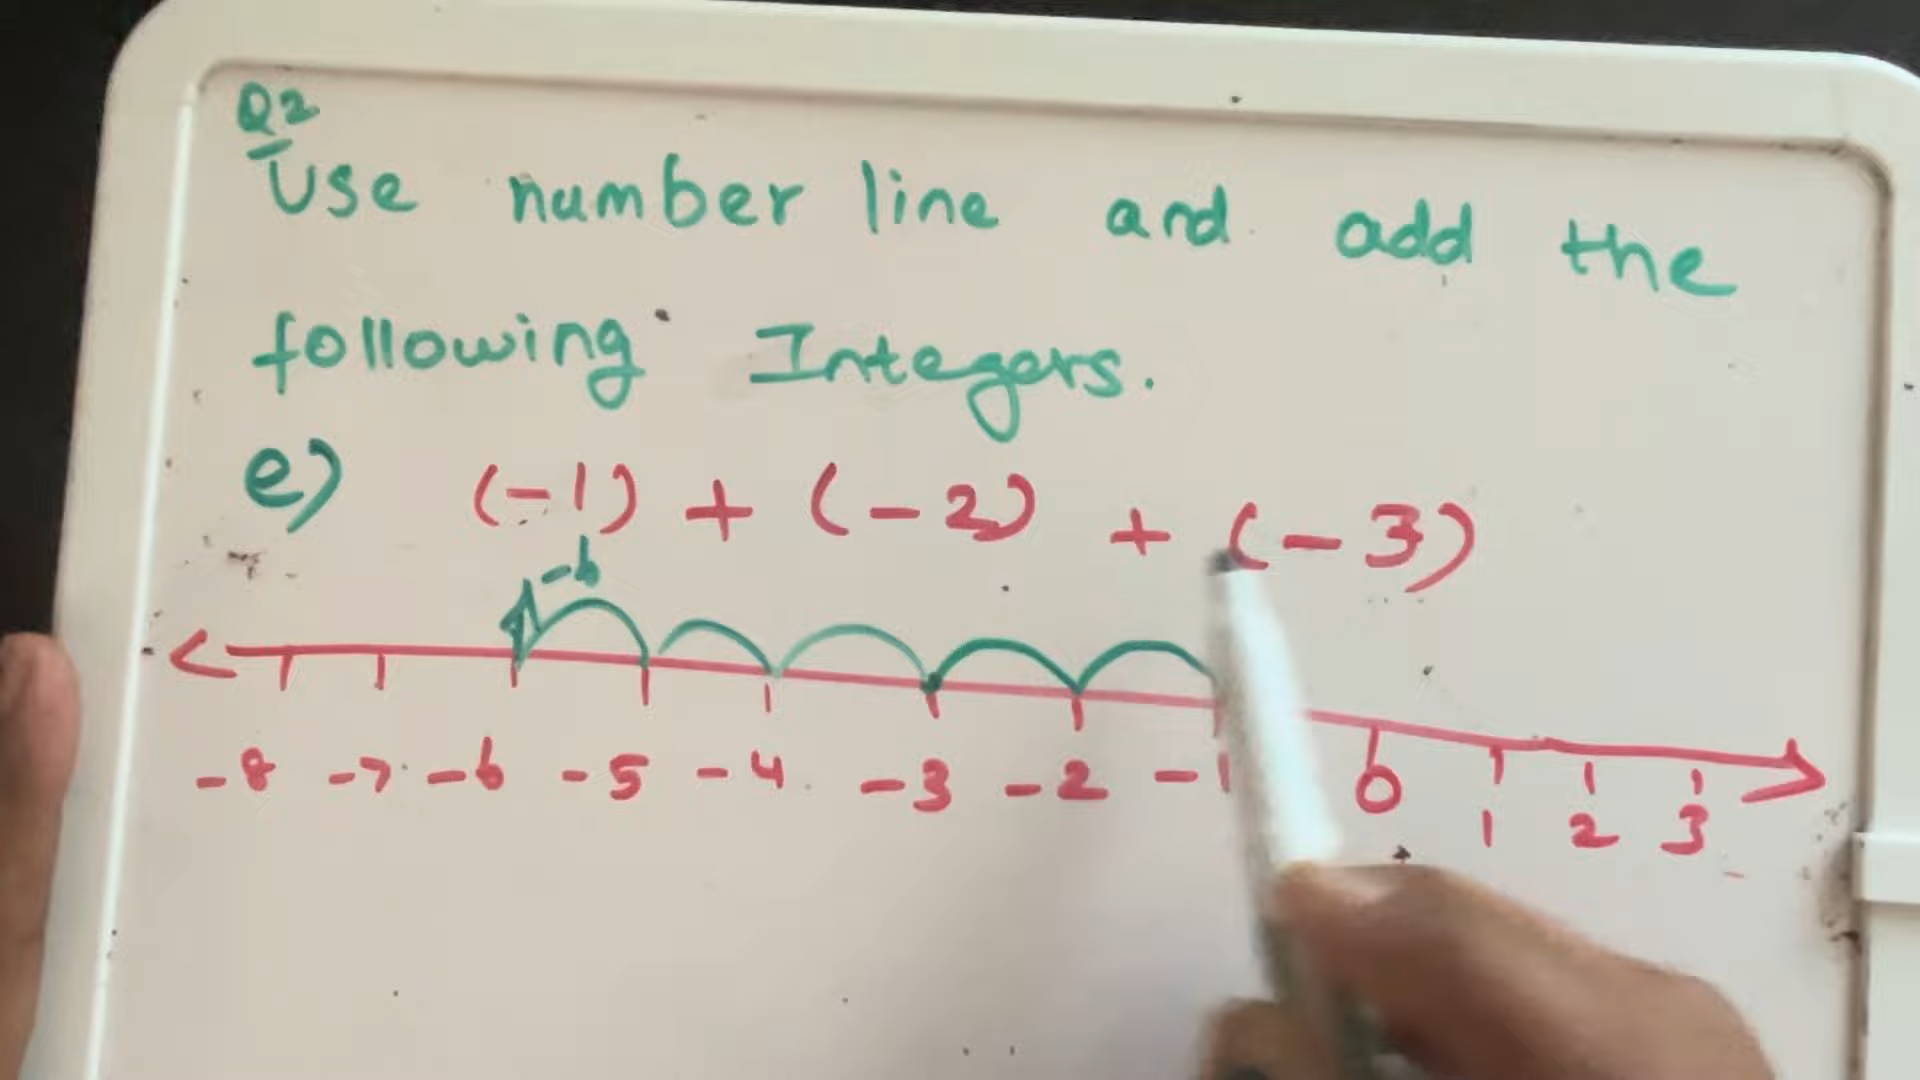 Q2
Use number line and add the
following Integers.
e) (-1) + (-2) + (-3)
-6
-8 -7 -6 -5 -4 -3 -2 -1 0 1 2 3